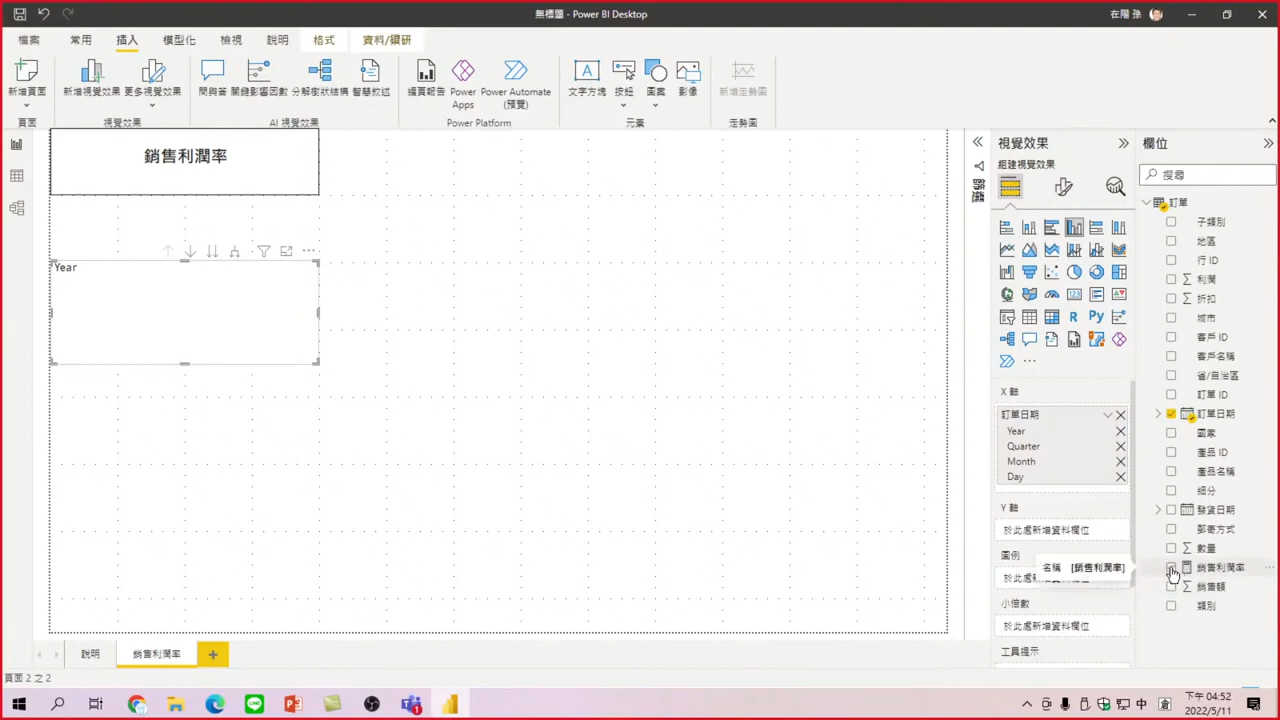 無標題 - Power BI Desktop
在陽 孫
檔案 常用 插入 模型化 檢視 說明 格式 資料/鑽研
新增頁面 新增視覺效果 更多視覺效果 問與答 關鍵影響因數 分解樹狀結構 智慧敘述 編頁報告 Power Apps Power Automate (預覽) 文字方塊 按鈕 圖案 影像 新增走勢圖
頁面 視覺效果 AI 視覺效果 Power Platform 元素 走勢圖
銷售利潤率
Year
篩選
視覺效果
組建視覺效果
R Py
123
X 軸
訂單日期
Year
Quarter
Month
Day
Y 軸
於此處新增資料欄位
圖例
於此處
名稱 [銷售利潤率]
小倍數
於此處新增資料欄位
工具提示
欄位
搜尋
訂單
子類別
地區
行 ID
利潤
折扣
城市
客戶 ID
客戶名稱
省/自治區
訂單 ID
訂單日期
國家
產品 ID
產品名稱
細分
發貨日期
郵寄方式
數量
銷售利潤率
銷售額
類別
說明 銷售利潤率
頁面 2 之 2
中 倉
下午 04:52
2022/5/11